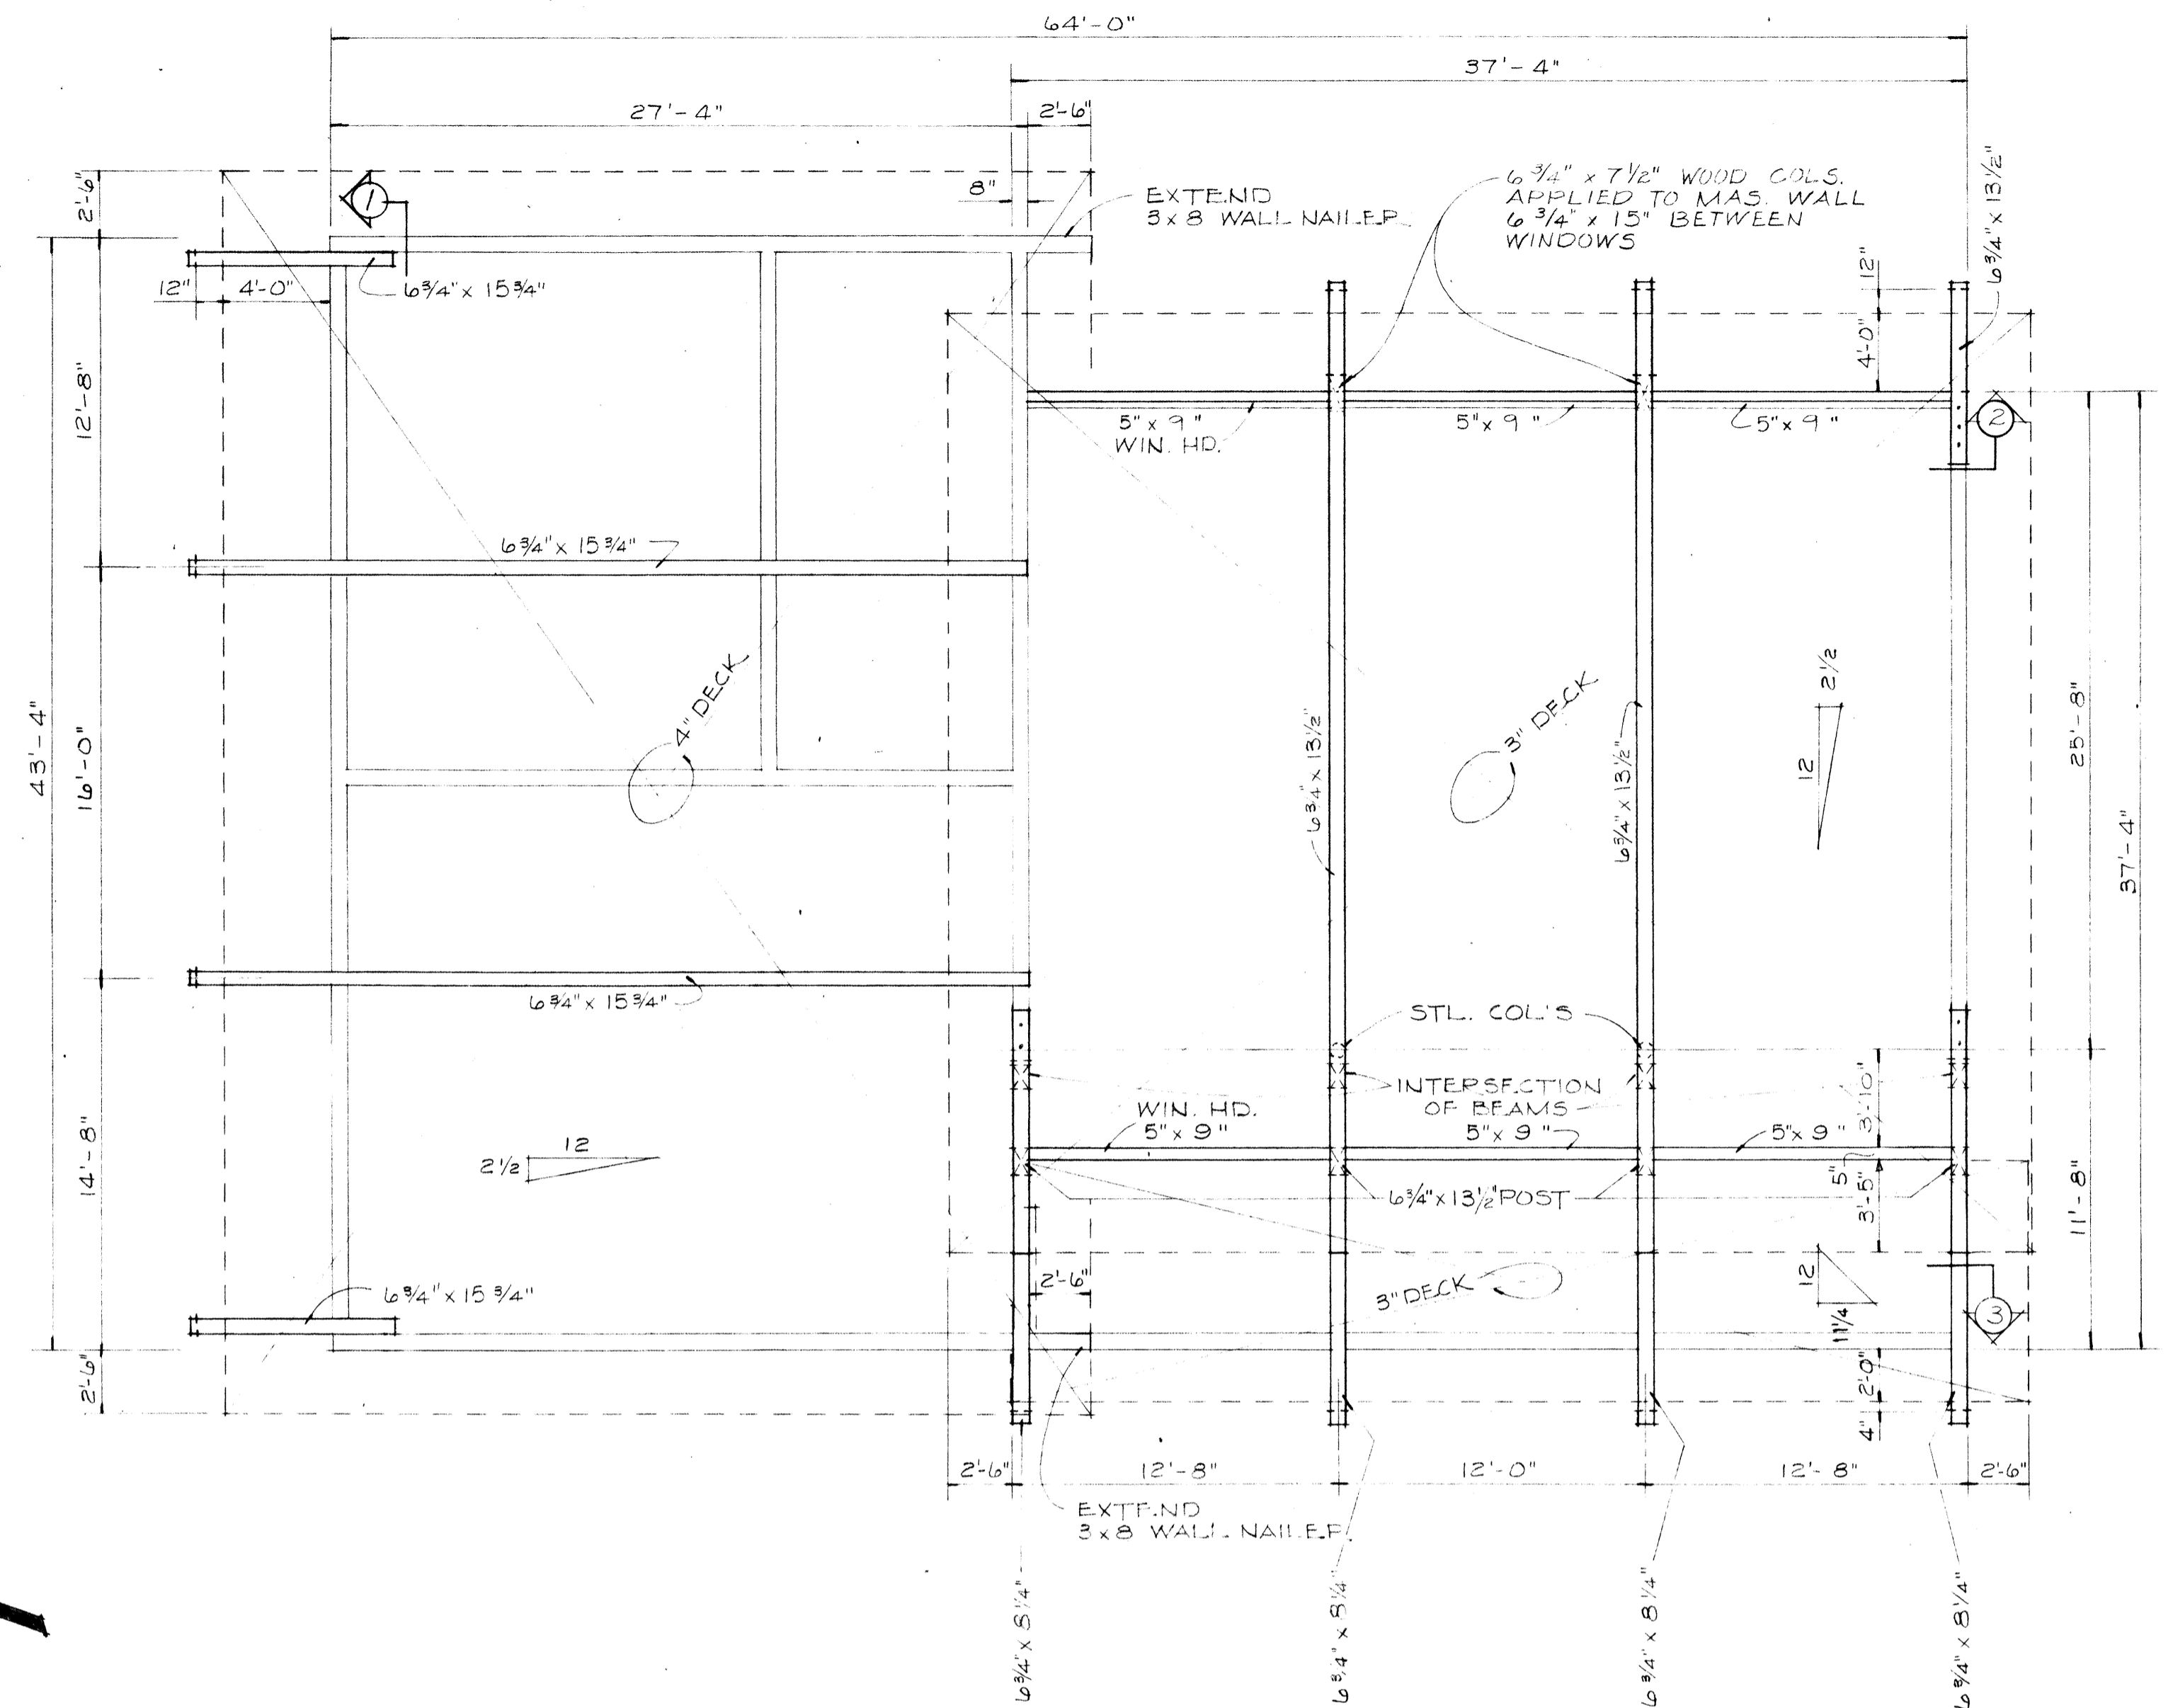 64'-0"
37'-4"
27'-4"
2'-6"
2'-6"
1
8"
EXTEND
3x8 WALL NAILER
6 3/4" x 7 1/2" WOOD COLS.
APPLIED TO MAS. WALL
6 3/4" x 15" BETWEEN
WINDOWS
6 3/4" x 13 1/2"
12"
4'-0"
6 3/4" x 15 3/4"
12"
4'-0"
12'-8"
5" x 9"
WIN. HD.
5" x 9"
5" x 9"
2
6 3/4" x 15 3/4"
4" DECK
3" DECK
6 3/4" x 13 1/2"
6 3/4" x 13 1/2"
2 1/2
12
25'-8"
43'-4"
16'-0"
37'-4"
6 3/4" x 15 3/4"
STL. COL'S
INTERSECTION
OF BEAMS
3'-10"
WIN. HD.
5" x 9"
5" x 9"
5" x 9"
12
2 1/2
14'-8"
6 3/4" x 13 1/2" POST
5"
3'-5"
11'-8"
2'-6"
3" DECK
12
11 1/4
3
6 3/4" x 15 3/4"
2'-6"
2'-0"
4"
2'-6"
12'-8"
12'-0"
12'-8"
2'-6"
EXTEND
3x8 WALL NAILER
6 3/4" x 8 1/4"
6 3/4" x 8 1/4"
6 3/4" x 8 1/4"
6 3/4" x 8 1/4"